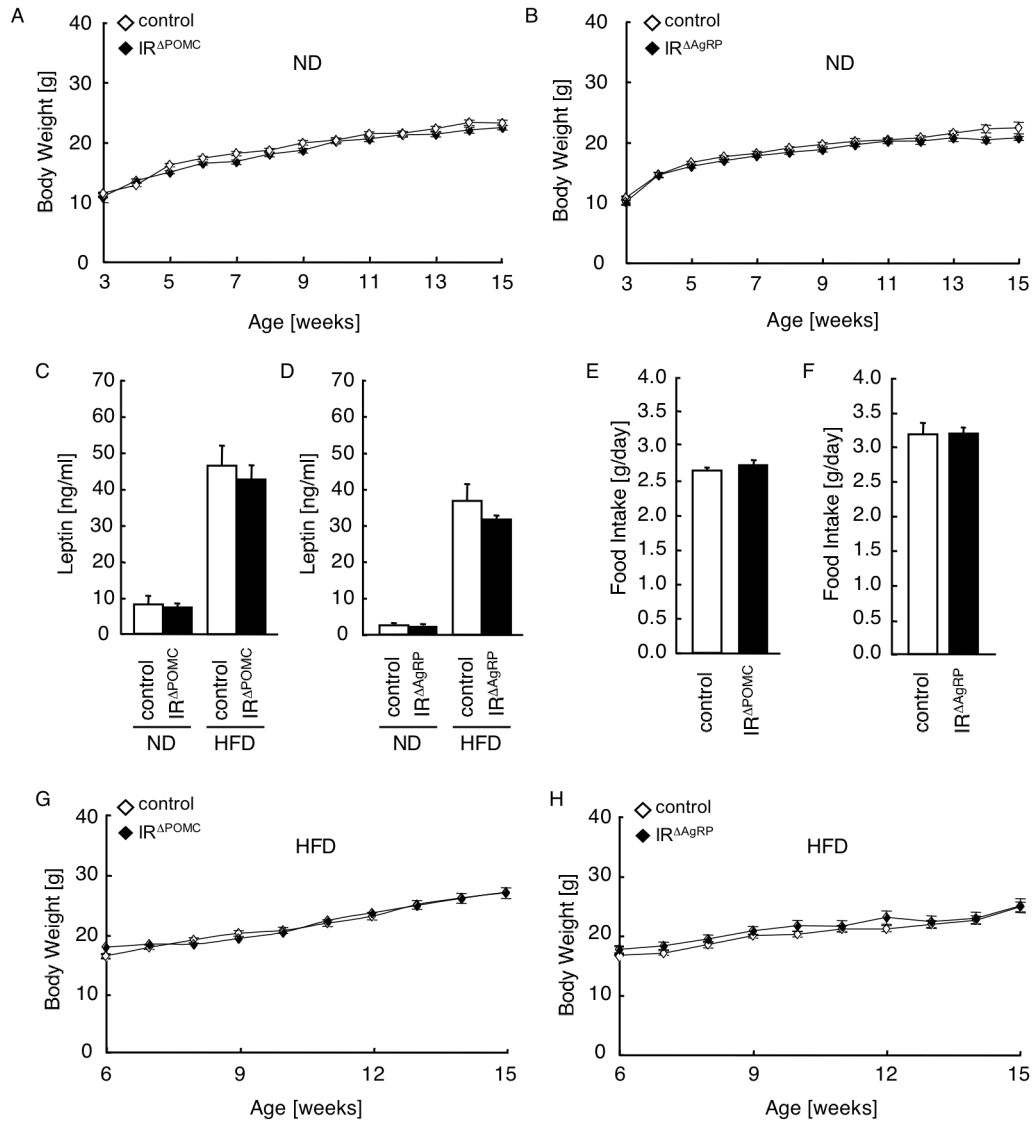 A
◇ control
◆ IR^ΔPOMC
ND
Body Weight [g]
40
30
20
10
0
3 5 7 9 11 13 15
Age [weeks]
B
◇ control
◆ IR^ΔAgRP
ND
Body Weight [g]
40
30
20
10
0
3 5 7 9 11 13 15
Age [weeks]
C
Leptin [ng/ml]
70
60
50
40
30
20
10
0
control
IR^ΔPOMC
control
IR^ΔPOMC
ND HFD
D
Leptin [ng/ml]
70
60
50
40
30
20
10
0
control
IR^ΔAgRP
control
IR^ΔAgRP
ND HFD
E
Food Intake [g/day]
4.0
3.5
3.0
2.5
2.0
1.5
1.0
0.5
0.0
control
IR^ΔPOMC
F
Food Intake [g/day]
4.0
3.5
3.0
2.5
2.0
1.5
1.0
0.5
0.0
control
IR^ΔAgRP
G
◇ control
◆ IR^ΔPOMC
HFD
Body Weight [g]
40
30
20
10
0
6 9 12 15
Age [weeks]
H
◇ control
◆ IR^ΔAgRP
HFD
Body Weight [g]
40
30
20
10
0
6 9 12 15
Age [weeks]